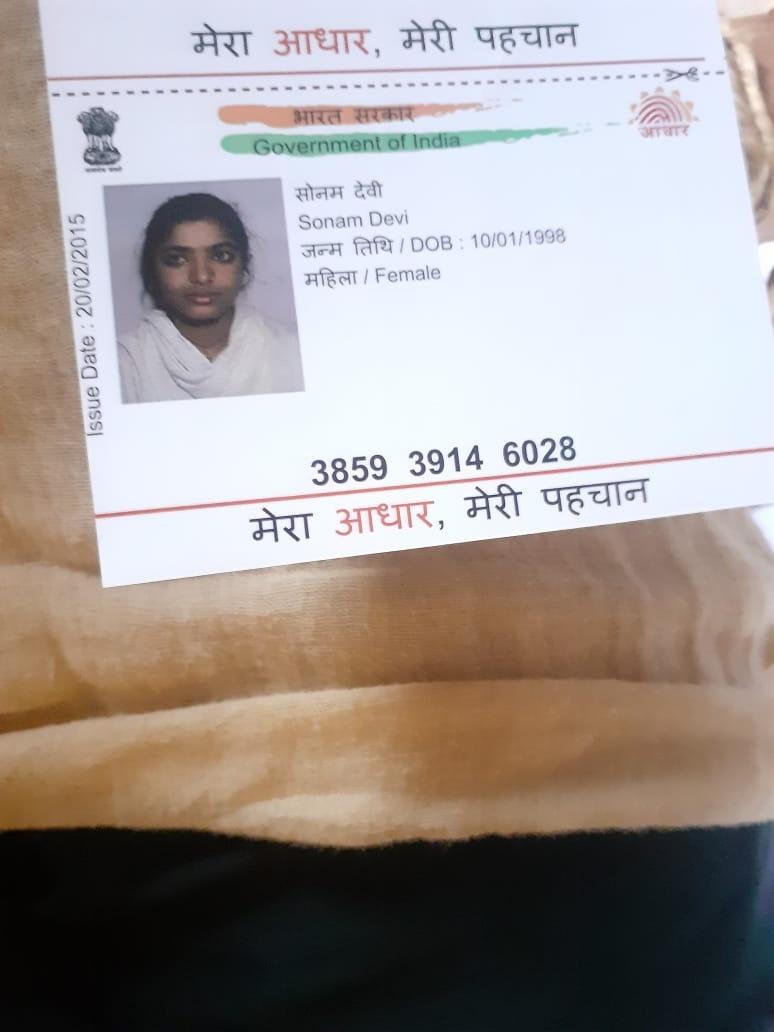 मेरा आधार, मेरी पहचान
भारत सरकार
Government of India
आधार
Issue Date : 20/02/2015
सोनम देवी
Sonam Devi
जन्म तिथि / DOB : 10/01/1998
महिला / Female
3859 3914 6028
मेरा आधार, मेरी पहचान